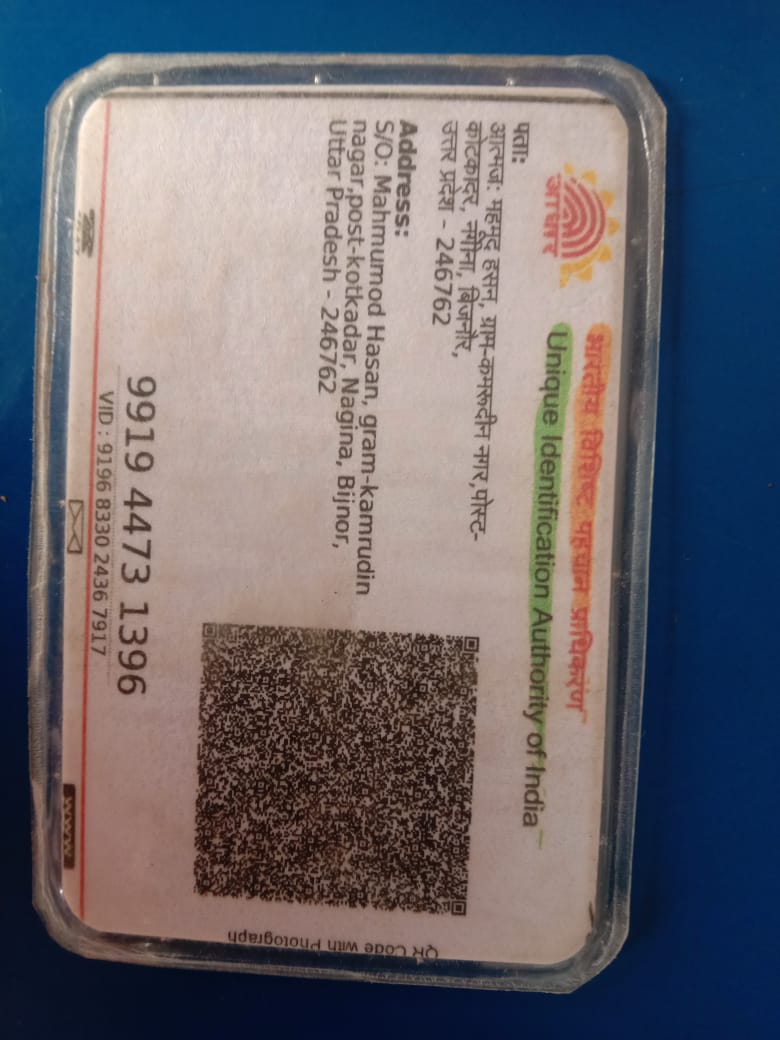 भारतीय विशिष्ट पहचान प्राधिकरण
Unique Identification Authority of India
आधार
पता:
आत्मज: महमूद हसन, ग्राम-कमरूदीन नगर,पोस्ट-
कोटकादर, नगीना, बिजनौर,
उत्तर प्रदेश - 246762
Address:
S/O: Mahmumod Hasan, gram-kamrudin
nagar,post-kotkadar, Nagina, Bijnor,
Uttar Pradesh - 246762
QR Code with Photograph
9919 4473 1396
VID : 9196 8330 2436 7917
www